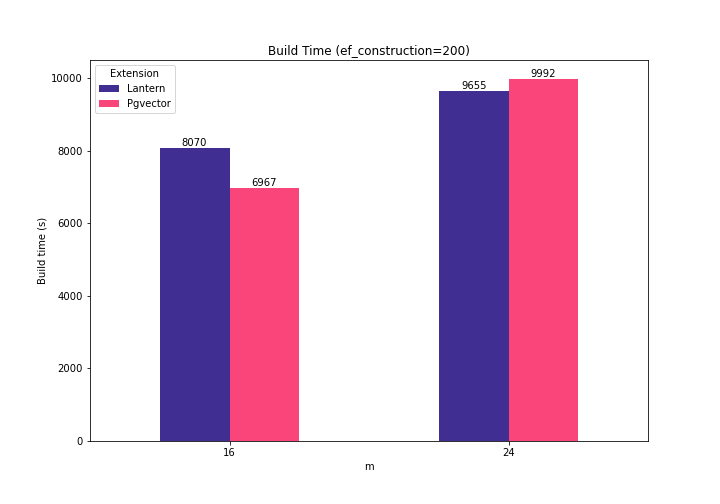 Build Time (ef_construction=200)
Extension
Lantern
Pgvector
Build time (s)
10000
8000
6000
4000
2000
0
8070
6967
9655
9992
16
24
m